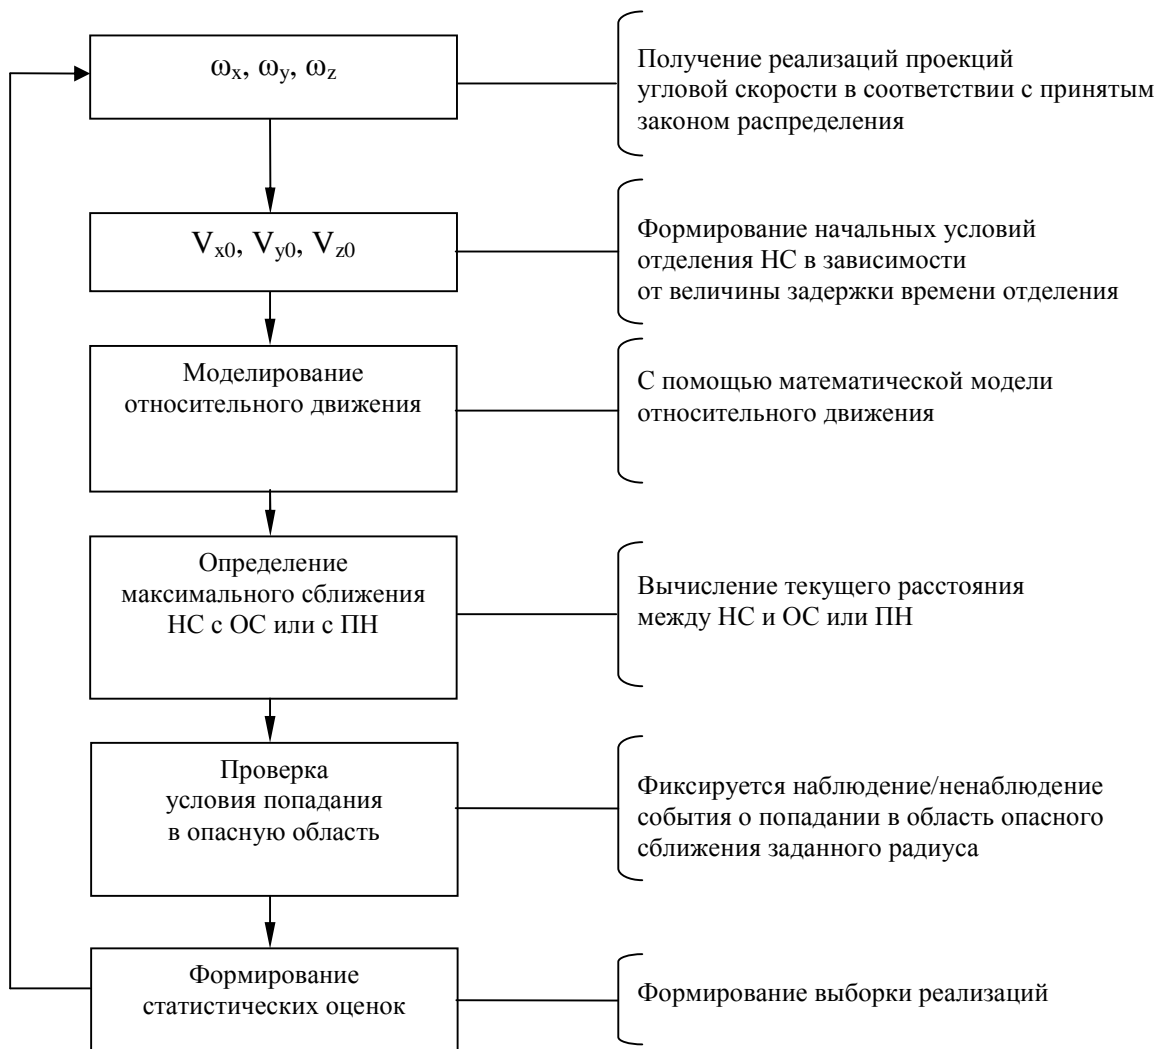 ωx, ωy, ωz
Получение реализаций проекций
угловой скорости в соответствии с принятым
законом распределения
Vx0, Vy0, Vz0
Формирование начальных условий
отделения НС в зависимости
от величины задержки времени отделения
Моделирование
относительного движения
С помощью математической модели
относительного движения
Определение
максимального сближения
НС с ОС или с ПН
Вычисление текущего расстояния
между НС и ОС или ПН
Проверка
условия попадания
в опасную область
Фиксируется наблюдение/ненаблюдение
события о попадании в область опасного
сближения заданного радиуса
Формирование
статистических оценок
Формирование выборки реализаций